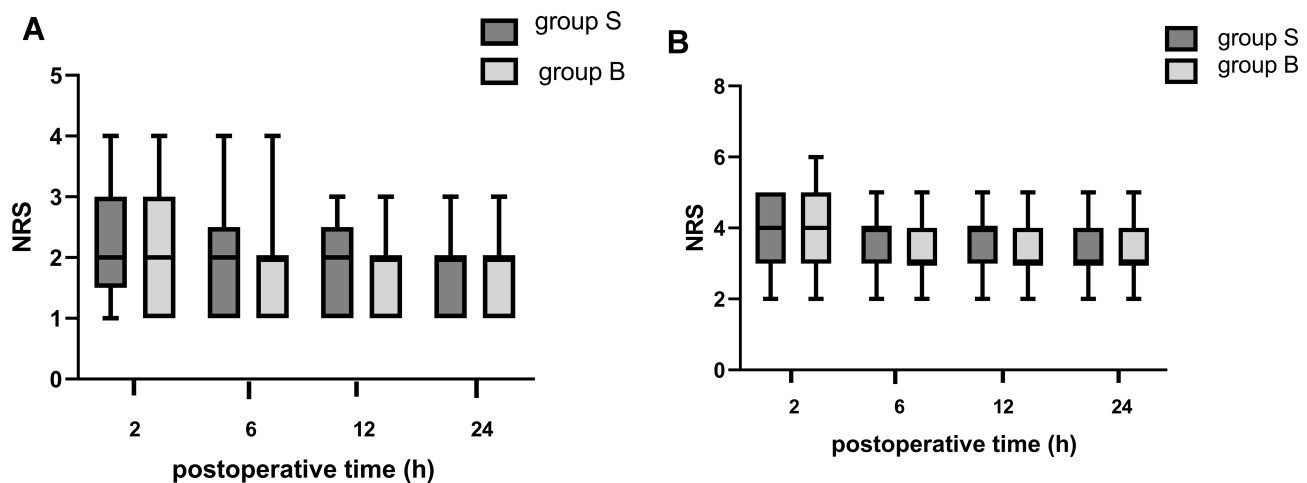 A
group S
group B
5
4
3
2
1
0
NRS
2 6 12 24
postoperative time (h)
B
group S
group B
8
6
4
2
0
NRS
2 6 12 24
postoperative time (h)